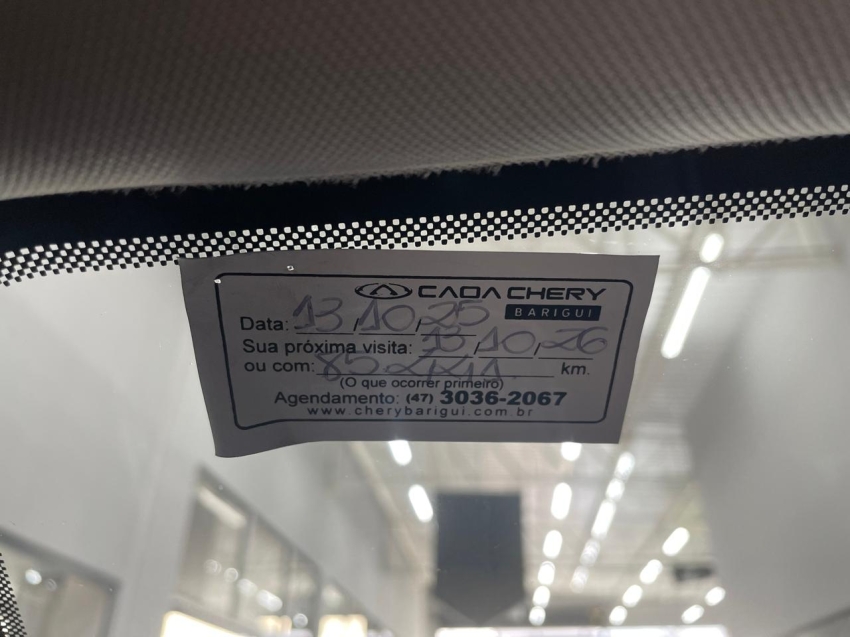 CAOA CHERY
BARIGUI
Data: 13/10/25
Sua próxima visita: 13/10/26
ou com: km.
(O que ocorrer primeiro)
Agendamento: (47) 3036-2067
www.cherybarigui.com.br